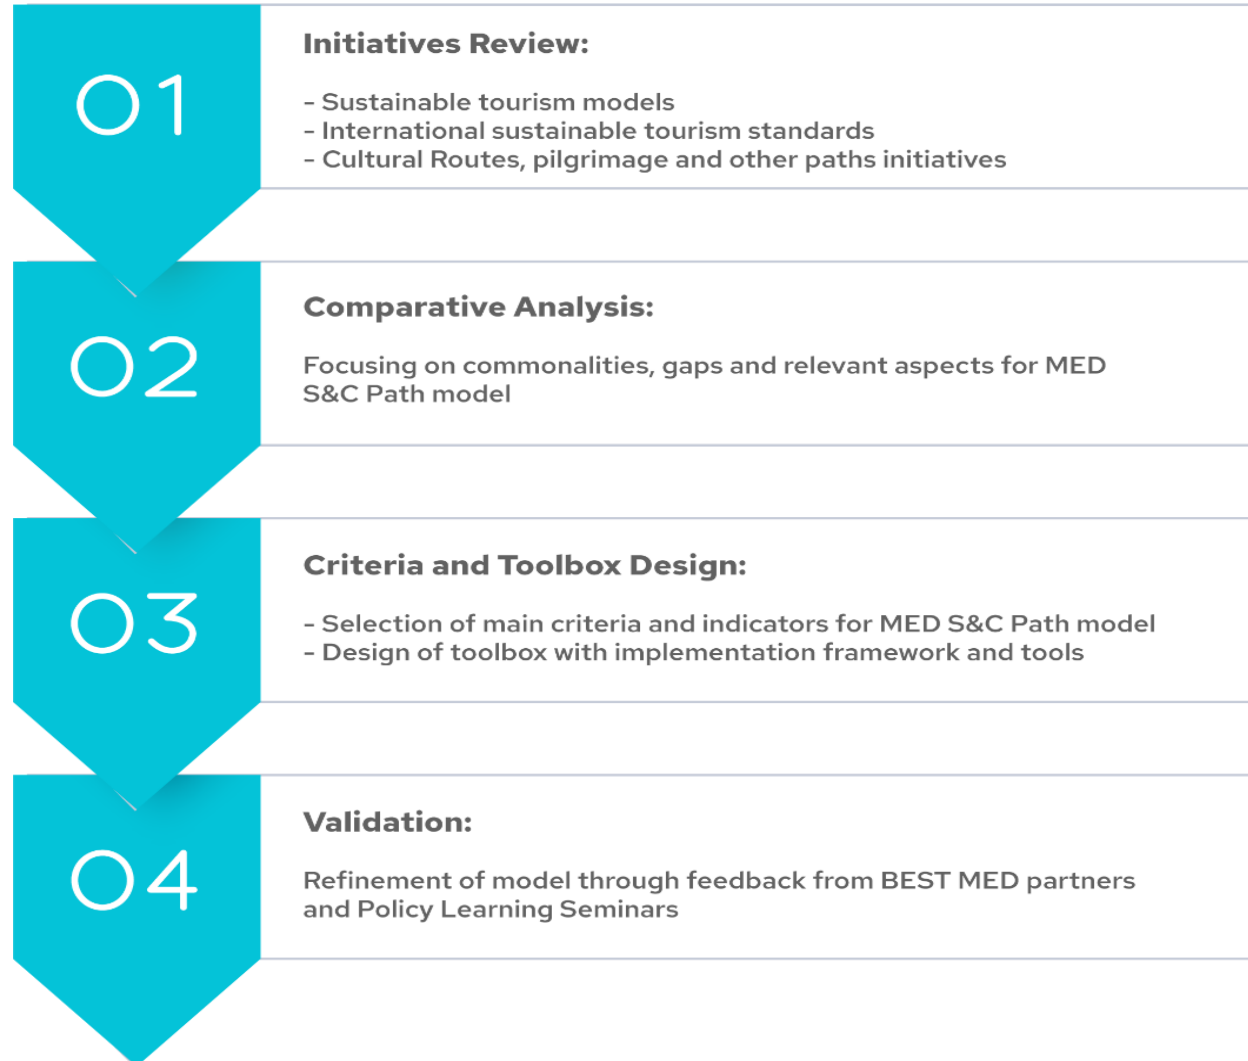 01
Initiatives Review:
- Sustainable tourism models
- International sustainable tourism standards
- Cultural Routes, pilgrimage and other paths initiatives
02
Comparative Analysis:
Focusing on commonalities, gaps and relevant aspects for MED
S&C Path model
03
Criteria and Toolbox Design:
- Selection of main criteria and indicators for MED S&C Path model
- Design of toolbox with implementation framework and tools
04
Validation:
Refinement of model through feedback from BEST MED partners
and Policy Learning Seminars